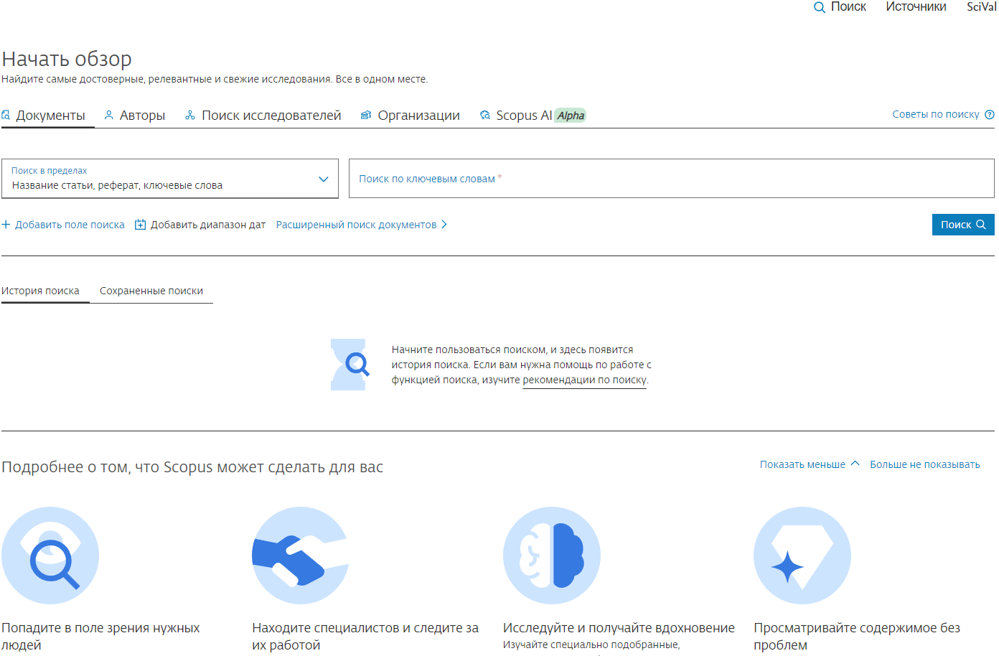 Поиск Источники SciVal
Начать обзор
Найдите самые достоверные, релевантные и свежие исследования. Все в одном месте.
Документы Авторы Поиск исследователей Организации Scopus AI Alpha Советы по поиску
Поиск в пределах
Название статьи, реферат, ключевые слова
Поиск по ключевым словам *
Добавить поле поиска Добавить диапазон дат Расширенный поиск документов Поиск
История поиска Сохраненные поиски
Начните пользоваться поиском, и здесь появится
история поиска. Если вам нужна помощь по работе с
функцией поиска, изучите рекомендации по поиску.
Подробнее о том, что Scopus может сделать для вас Показать меньше Больше не показывать
Попадите в поле зрения нужных
людей
Находите специалистов и следите за
их работой
Исследуйте и получайте вдохновение
Изучайте специально подобранные,
Просматривайте содержимое без
проблем